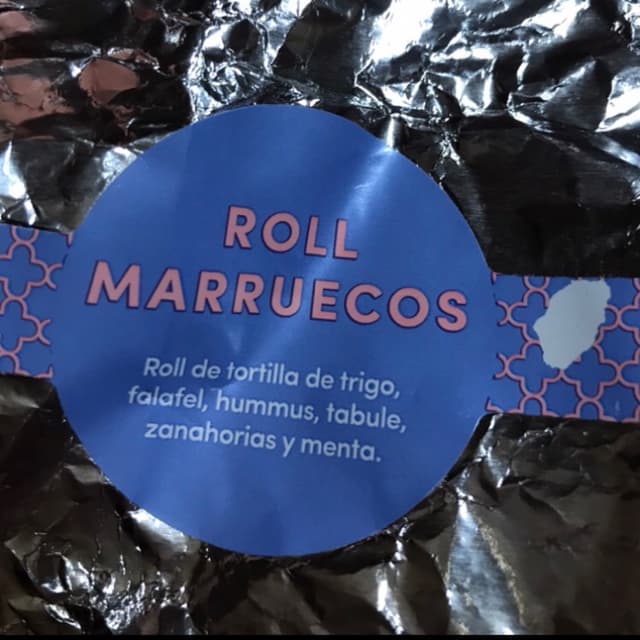 ROLL
MARRUECOS
Roll de tortilla de trigo,
falafel, hummus, tabule,
zanahorias y menta.